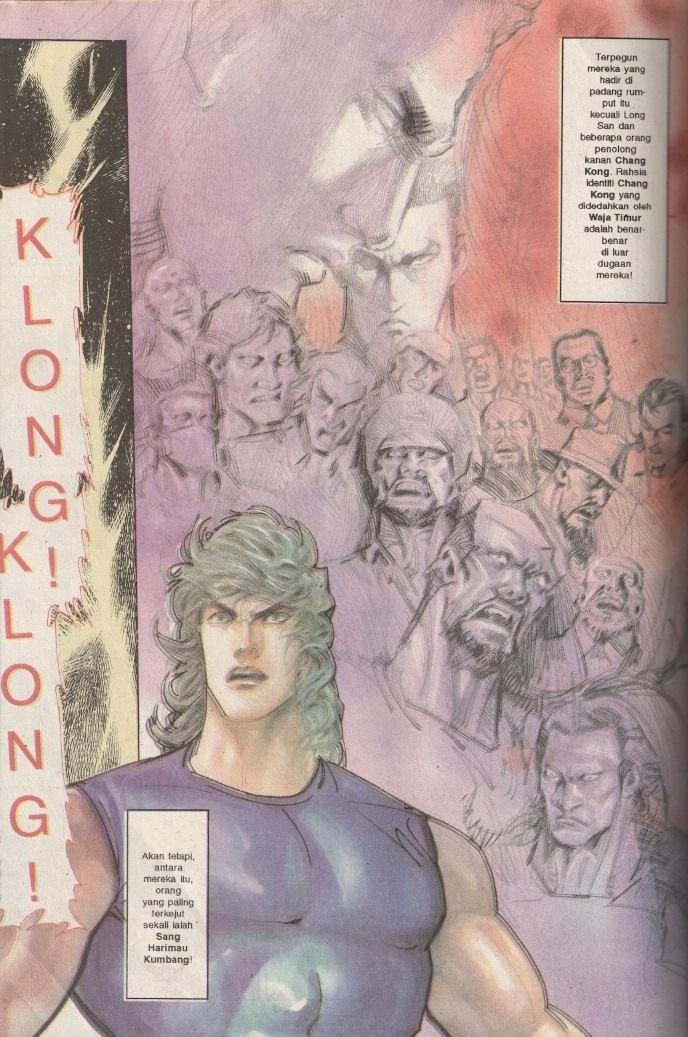 KLONG!
KLONG!
Terpegun
mereka yang
hadir di
padang rum-
put itu
kecuali Long
San dan
beberapa orang
penolong
kanan Chang
Kong. Rahsia
identiti Chang
Kong yang
didedahkan oleh
Waja Timur
adalah benar-
benar
di luar
dugaan
mereka!
Akan tetapi,
antara
mereka itu,
orang
yang paling
terkejut
sekali ialah
Sang
Harimau
Kumbang!